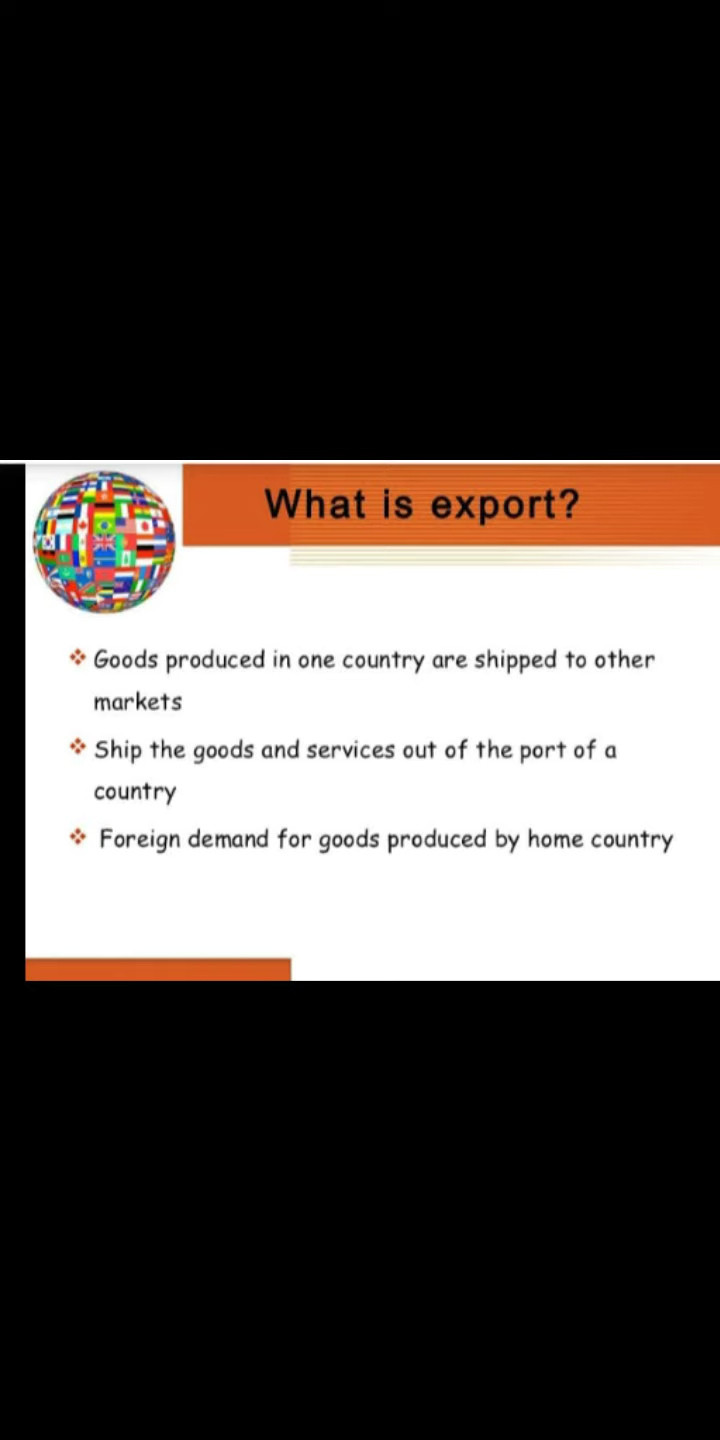 What is export?
Goods produced in one country are shipped to other
markets
Ship the goods and services out of the port of a
country
Foreign demand for goods produced by home country